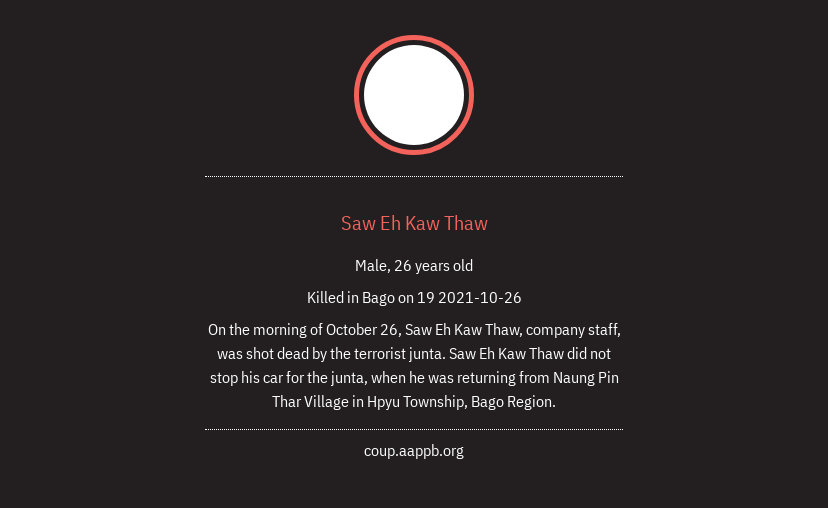 Saw Eh Kaw Thaw
Male, 26 years old
Killed in Bago on 19 2021-10-26
On the morning of October 26, Saw Eh Kaw Thaw, company staff,
was shot dead by the terrorist junta. Saw Eh Kaw Thaw did not
stop his car for the junta, when he was returning from Naung Pin
Thar Village in Hpyu Township, Bago Region.
coup.aappb.org